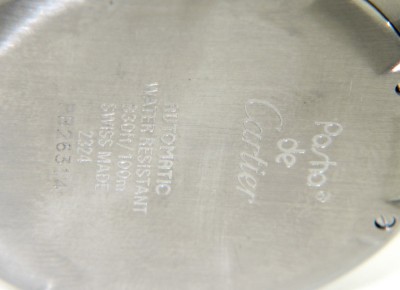 Pasha
de
Cartier
AUTOMATIC
WATER RESISTANT
330ft/100m
SWISS MADE
2324